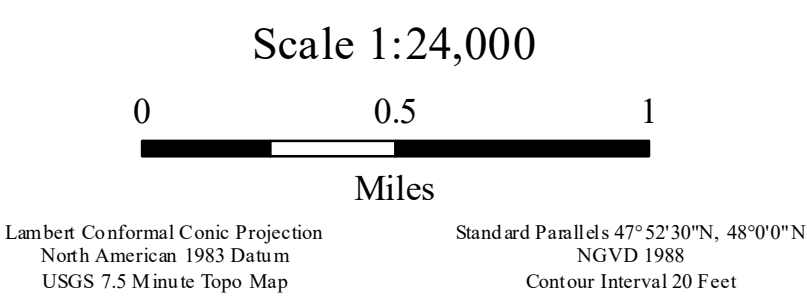 Scale 1:24,000
0 0.5 1
Miles
Lambert Conformal Conic Projection
North American 1983 Datum
USGS 7.5 Minute Topo Map
Standard Parallels 47°52'30"N, 48°0'0"N
NGVD 1988
Contour Interval 20 Feet